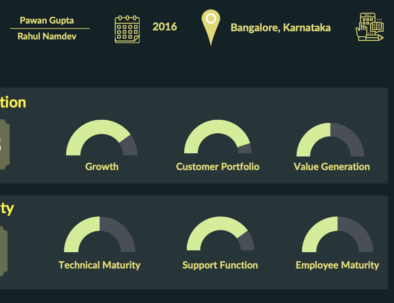 Pawan Gupta
Rahul Namdev
2016
Bangalore, Karnataka
tion
Growth
Customer Portfolio
Value Generation
ty
Technical Maturity
Support Function
Employee Maturity